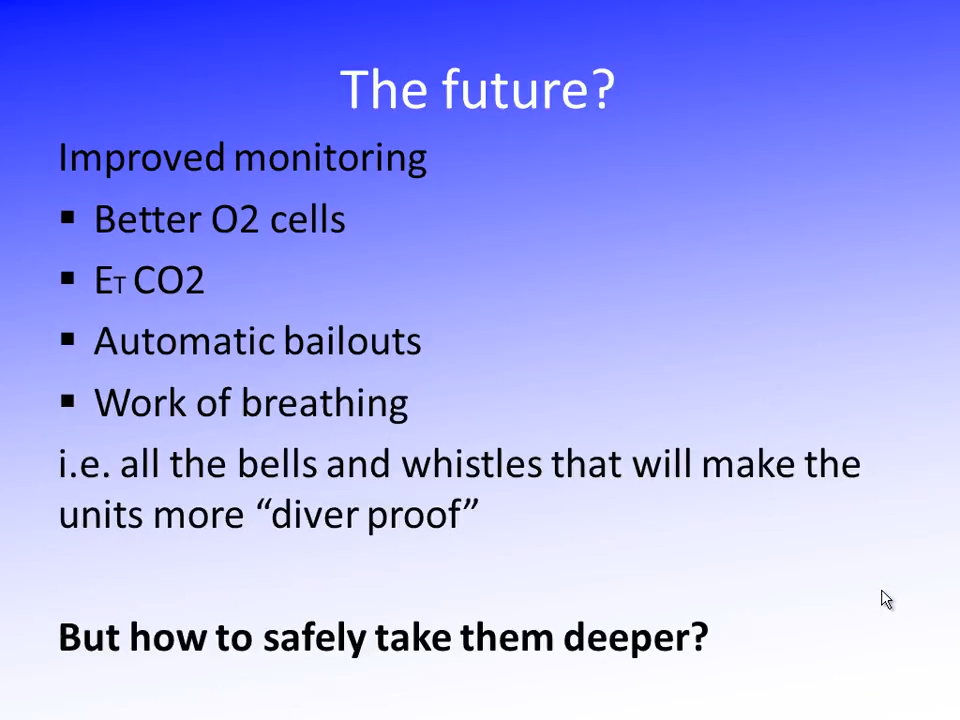 The future?
Improved monitoring
▪ Better O2 cells
▪ ET CO2
▪ Automatic bailouts
▪ Work of breathing
i.e. all the bells and whistles that will make the
units more “diver proof”
But how to safely take them deeper?